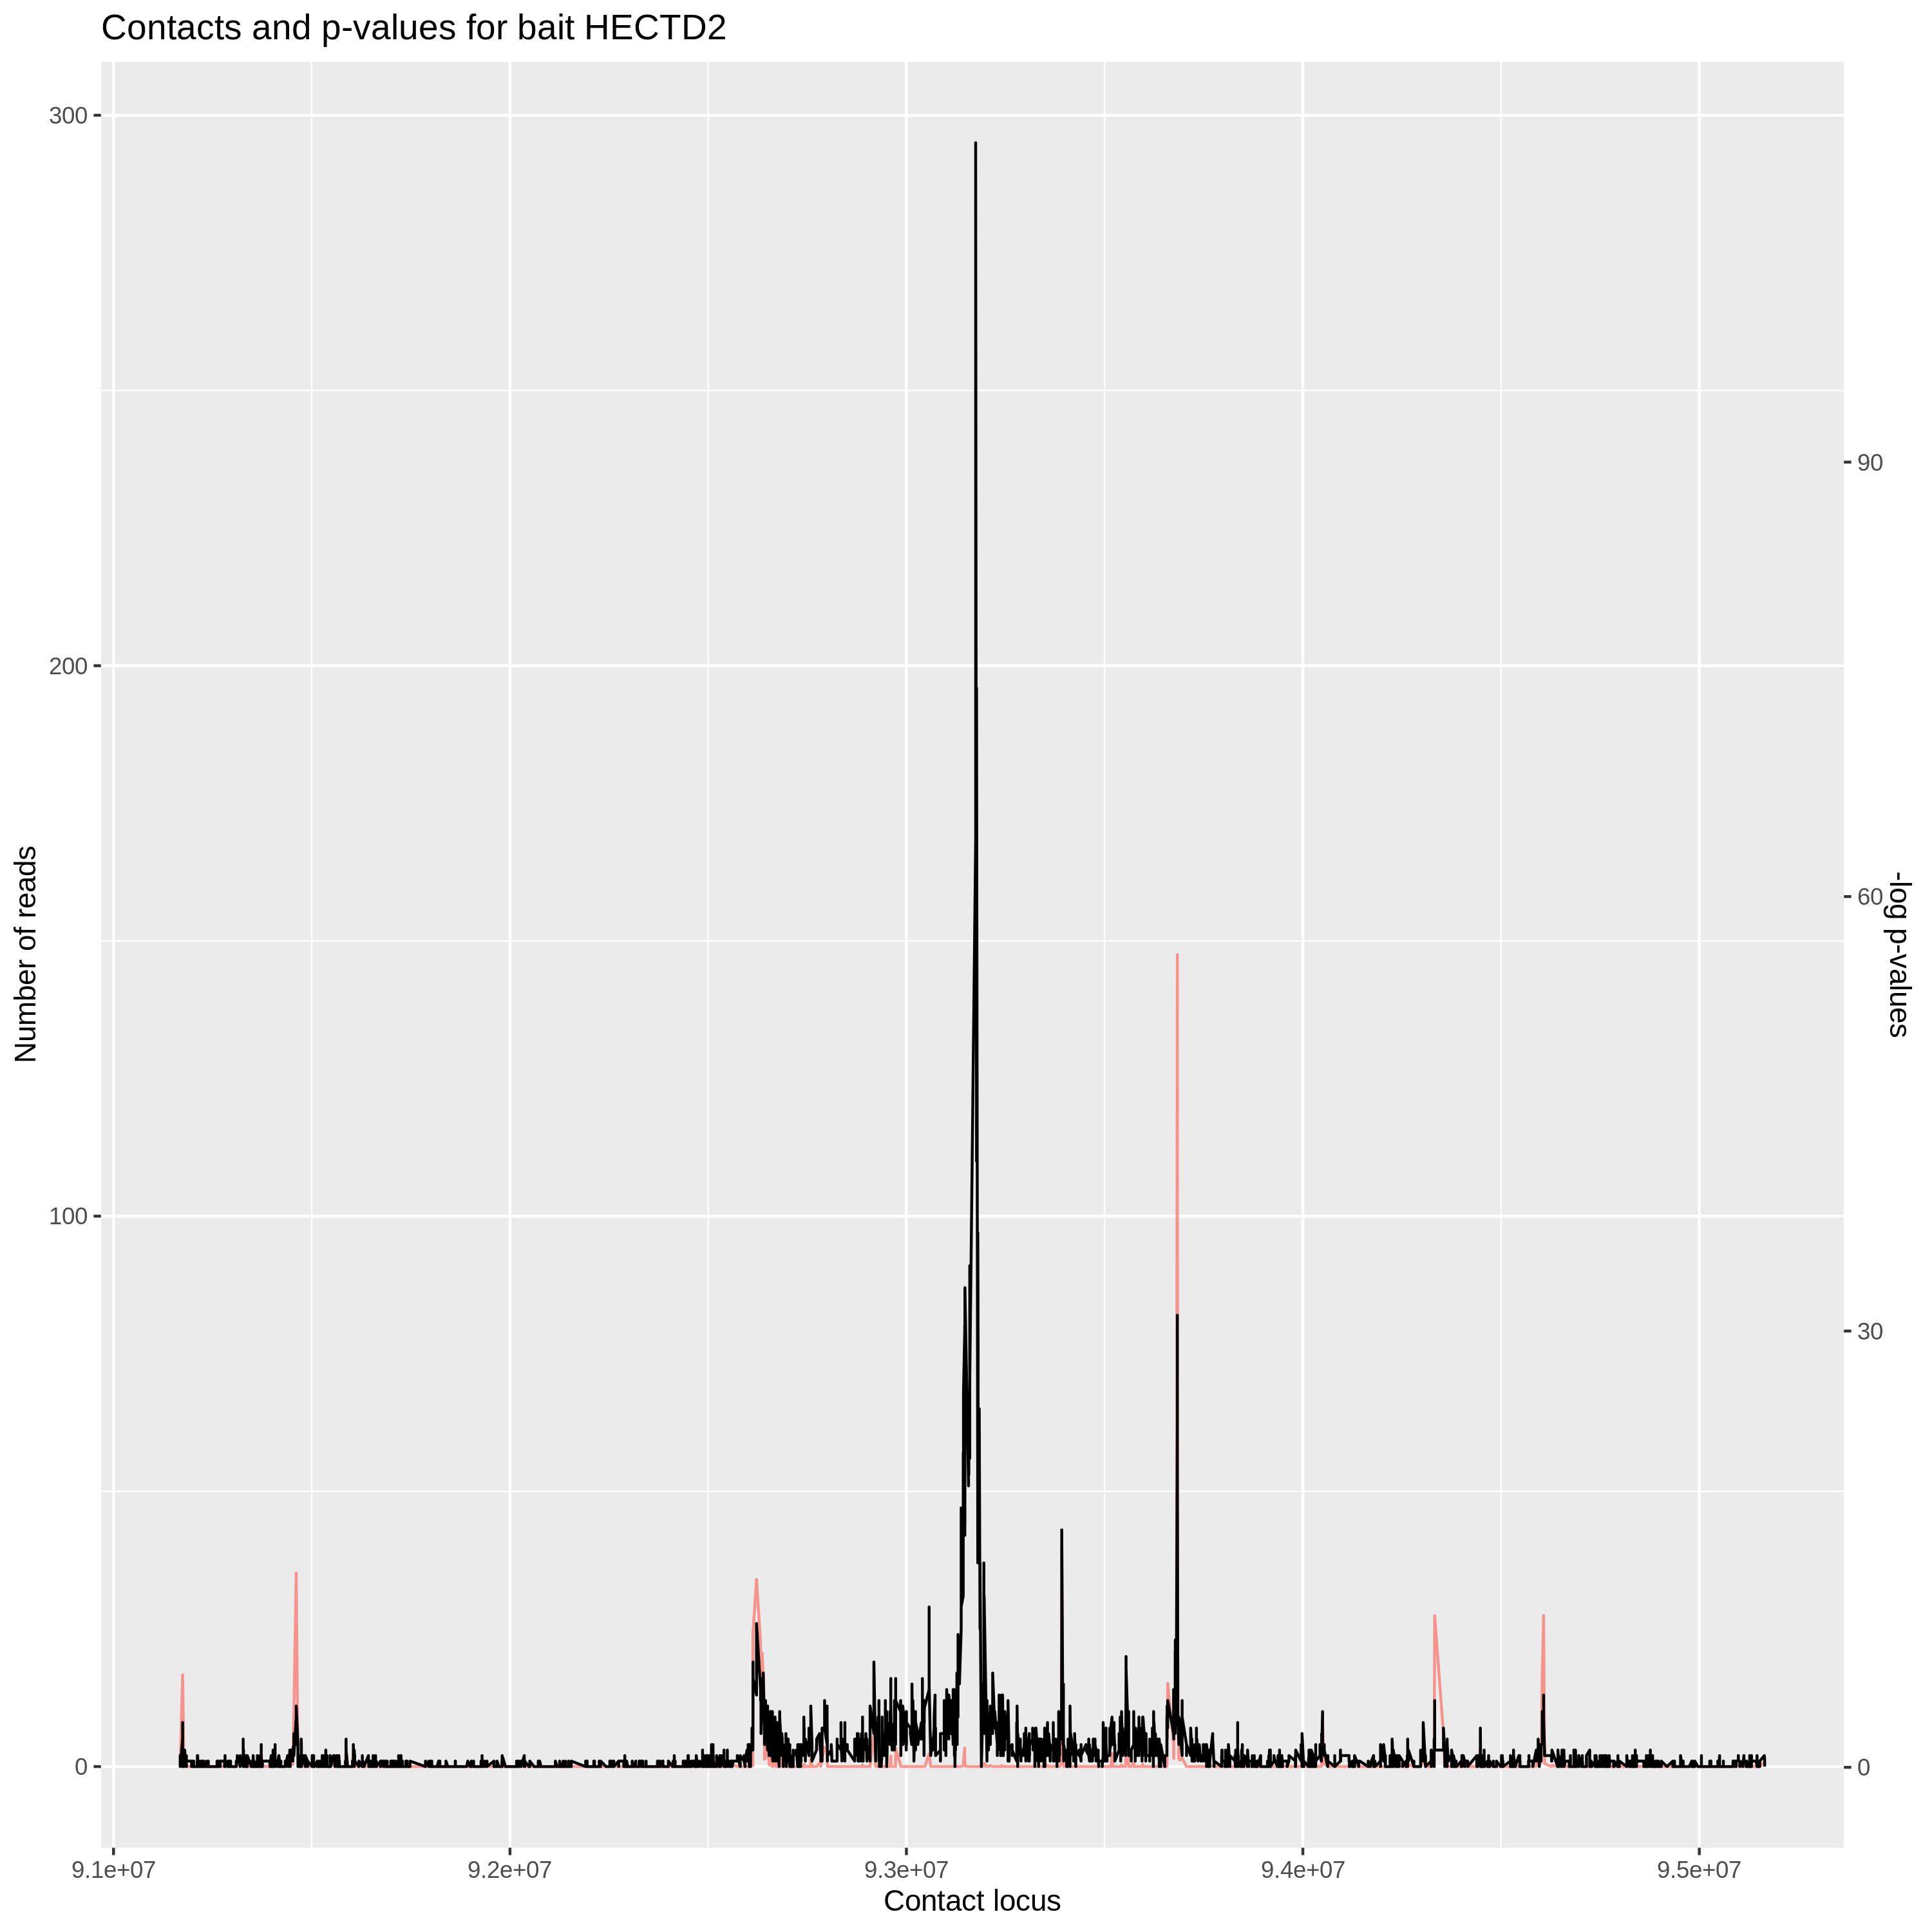 Contacts and p-values for bait HECTD2
300
200
100
0
Number of reads
90
60
30
0
-log p-values
9.1e+07
9.2e+07
9.3e+07
9.4e+07
9.5e+07
Contact locus